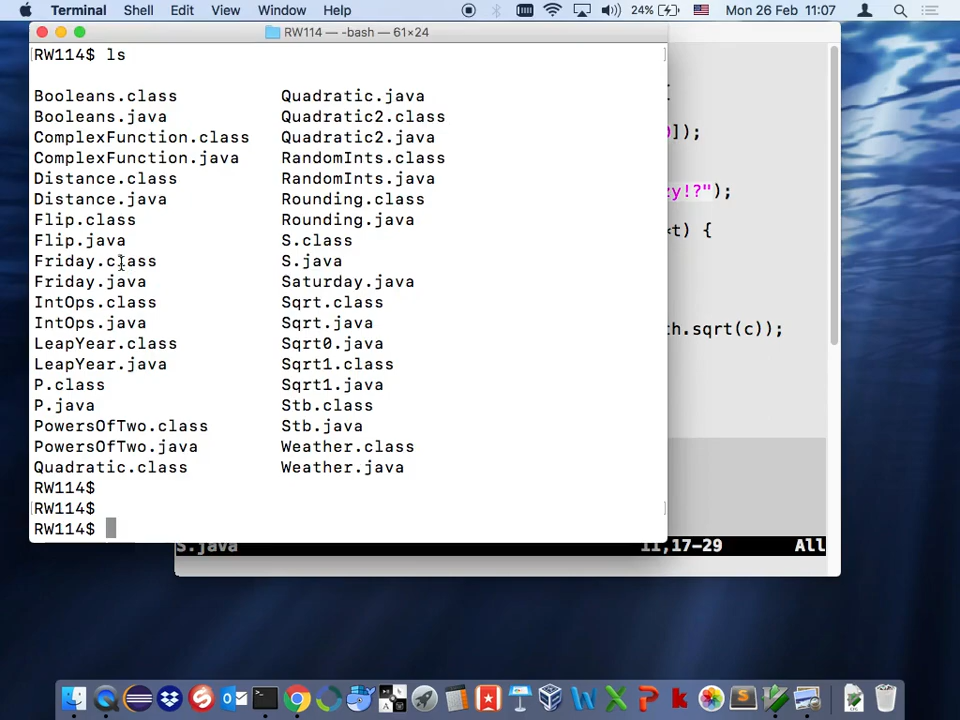 Terminal Shell Edit View Window Help 24% Mon 26 Feb 11:07
RW114 — -bash — 61×24
RW114$ ls
Booleans.class Quadratic.java
Booleans.java Quadratic2.class
ComplexFunction.class Quadratic2.java
ComplexFunction.java RandomInts.class
Distance.class RandomInts.java
Distance.java Rounding.class
Flip.class Rounding.java
Flip.java S.class
Friday.class S.java
Friday.java Saturday.java
IntOps.class Sqrt.class
IntOps.java Sqrt.java
LeapYear.class Sqrt0.java
LeapYear.java Sqrt1.class
P.class Sqrt1.java
P.java Stb.class
PowersOfTwo.class Stb.java
PowersOfTwo.java Weather.class
Quadratic.class Weather.java
RW114$
RW114$
RW114$
]);
zy!?");
*t) {
th.sqrt(c));
S.java 11,17-29 All